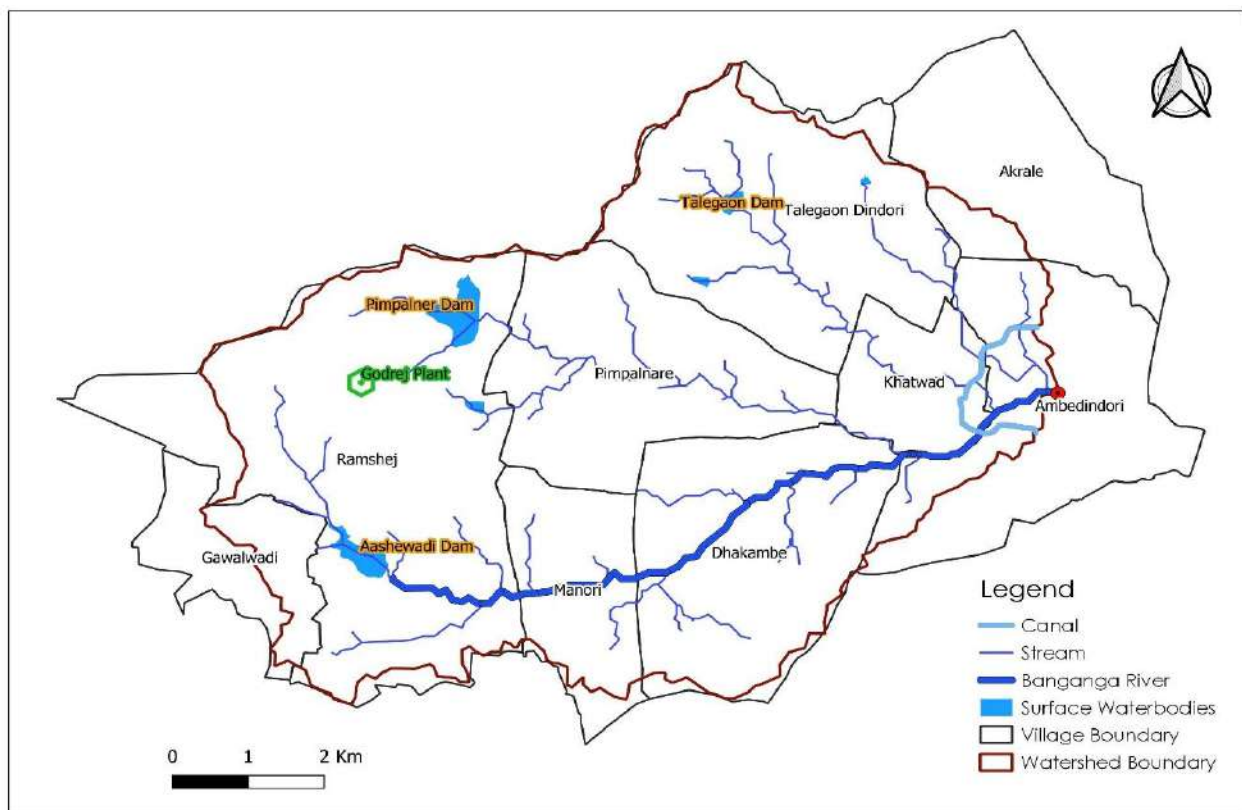 Akrale
Talegaon Dam
Talegaon Dindori
Pimpalner Dam
Godrej Plant
Pimpalnare
Khatwad
Ambedindori
Ramshej
Gawalwadi
Aashewadi Dam
Manori
Dhakambe
Legend
Canal
Stream
Banganga River
Surface Waterbodies
Village Boundary
Watershed Boundary
0 1 2 Km